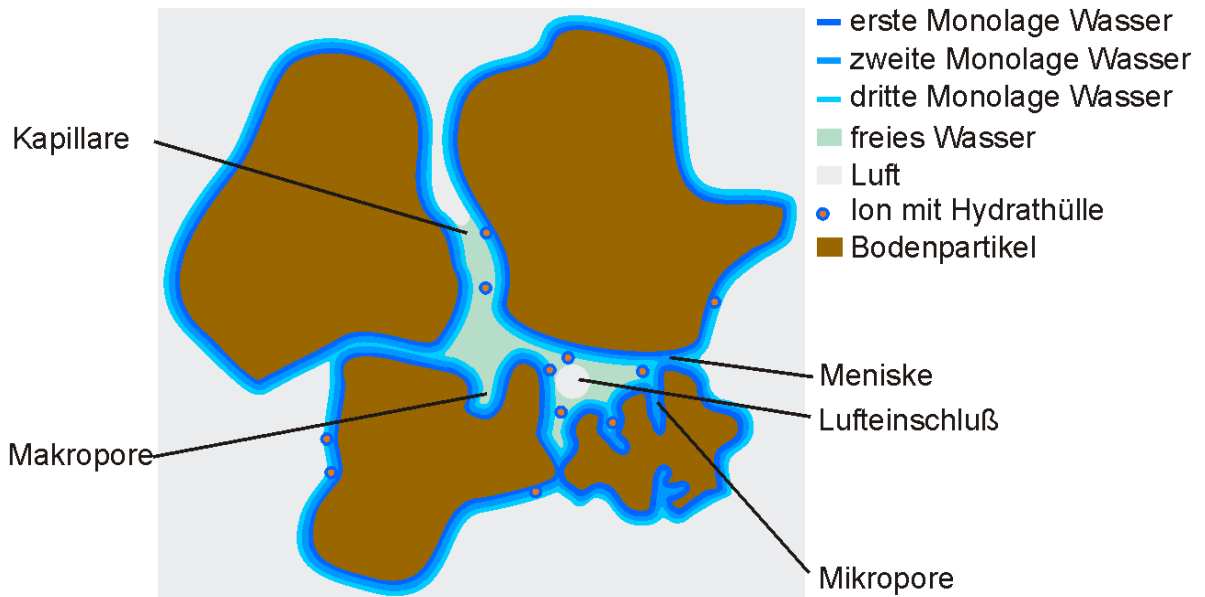 erste Monolage Wasser
zweite Monolage Wasser
dritte Monolage Wasser
freies Wasser
Luft
Ion mit Hydrathülle
Bodenpartikel
Kapillare
Meniske
Lufteinschluß
Makropore
Mikropore